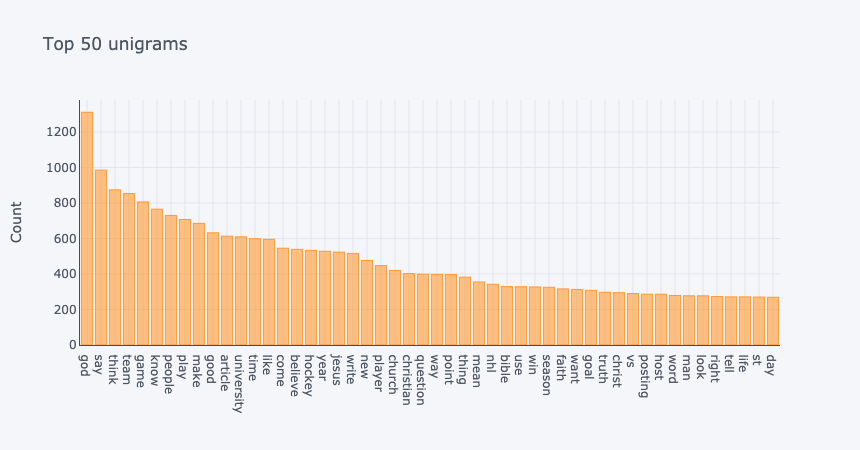 Top 50 unigrams
Count
1200
1000
800
600
400
200
0
god
say
think
team
game
know
people
play
make
good
article
university
time
like
come
believe
hockey
year
jesus
write
new
player
church
christian
question
way
point
thing
mean
nhl
bible
use
win
season
faith
want
goal
truth
christ
vs
posting
host
word
man
look
right
tell
life
st
day